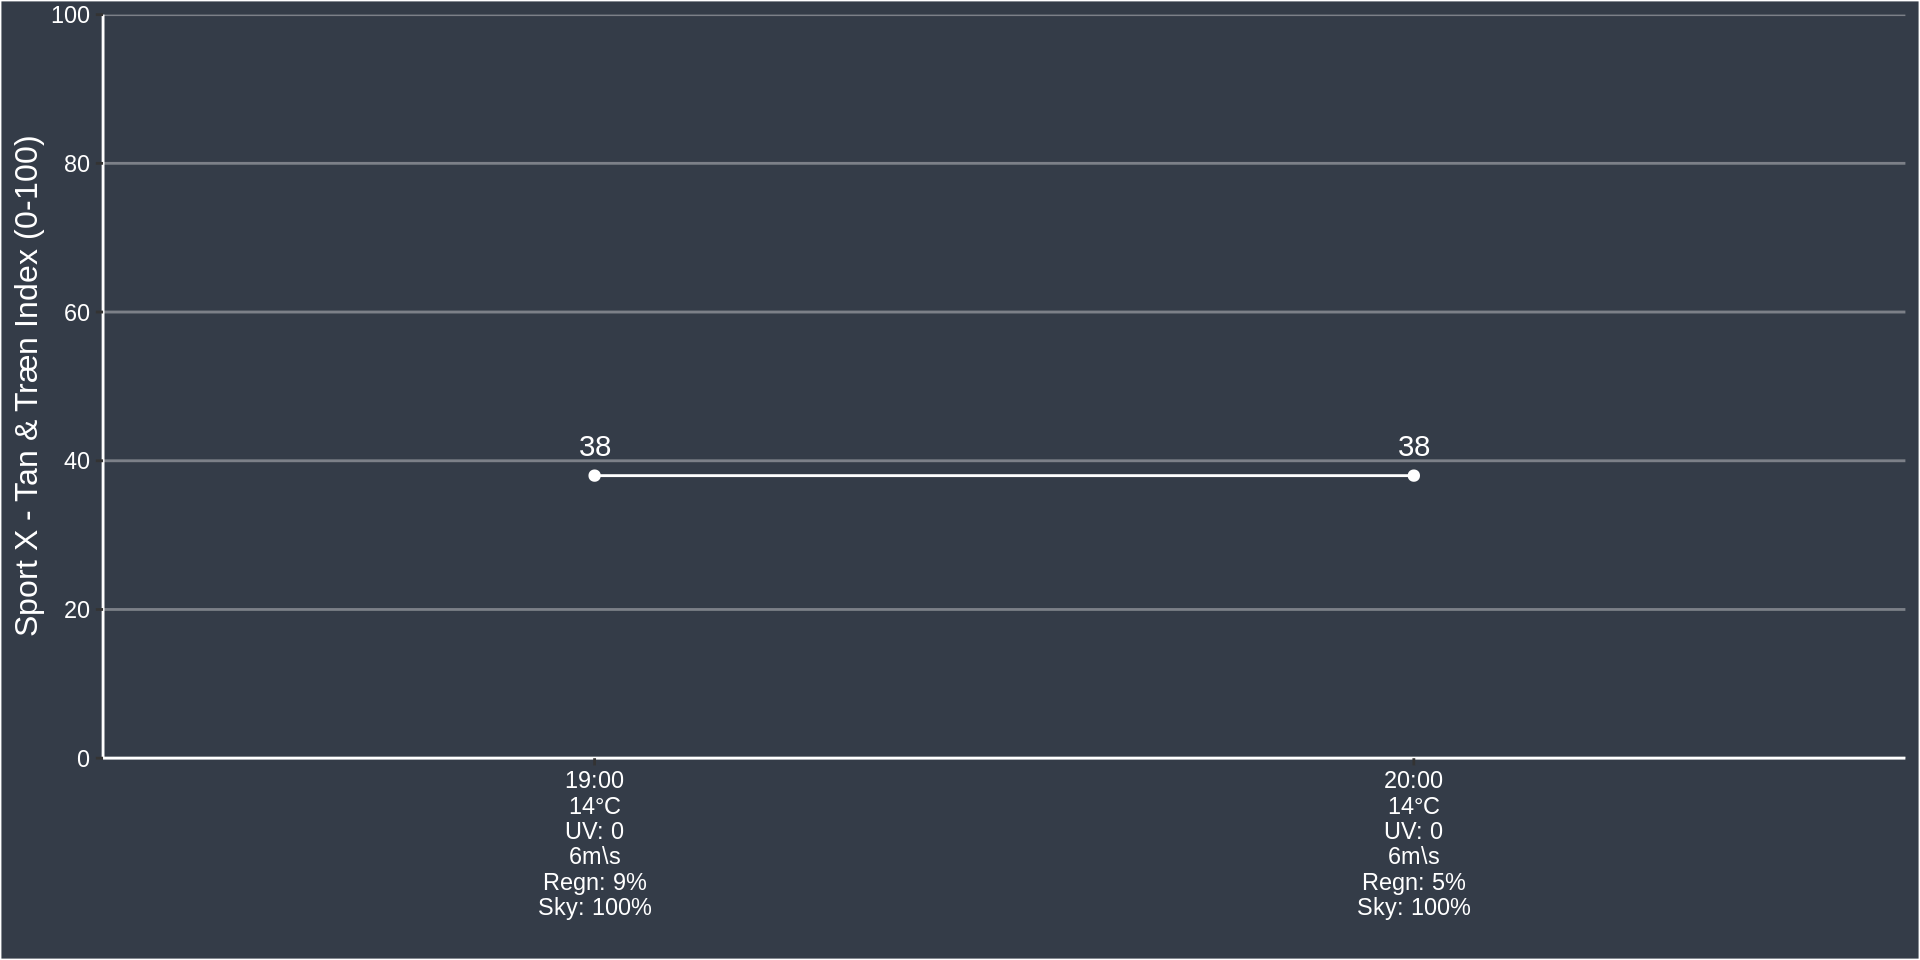 Sport X - Tan & Træn Index (0-100)
100
80
60
40
20
0
38
38
19:00
14°C
UV: 0
6m\s
Regn: 9%
Sky: 100%
20:00
14°C
UV: 0
6m\s
Regn: 5%
Sky: 100%